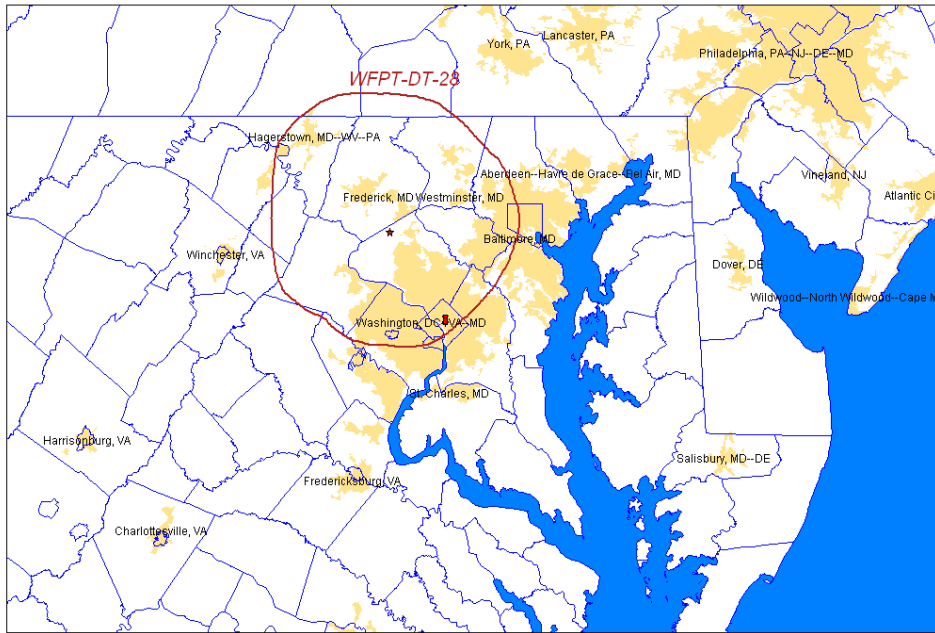 Lancaster, PA
York, PA
Philadelphia, PA--NJ--DE--MD
WFPT-DT-28
Hagerstown, MD--WV--PA
Aberdeen--Havre de Grace--Bel Air, MD
Vineland, NJ
Frederick, MD
Westminster, MD
Atlantic Ci
Baltimore, MD
Winchester, VA
Dover, DE
Wildwood--North Wildwood--Cape M
Washington, DC--VA--MD
St. Charles, MD
Harrisonburg, VA
Salisbury, MD--DE
Fredericksburg, VA
Charlottesville, VA